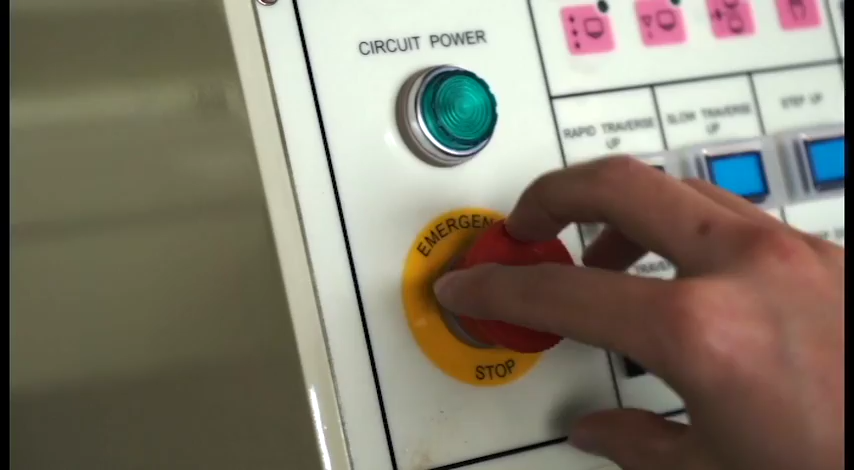 CIRCUIT POWER
RAPID TRAVERSE
UP
SLOW TRAVERSE
UP
STEP UP
EMERGEN
STOP